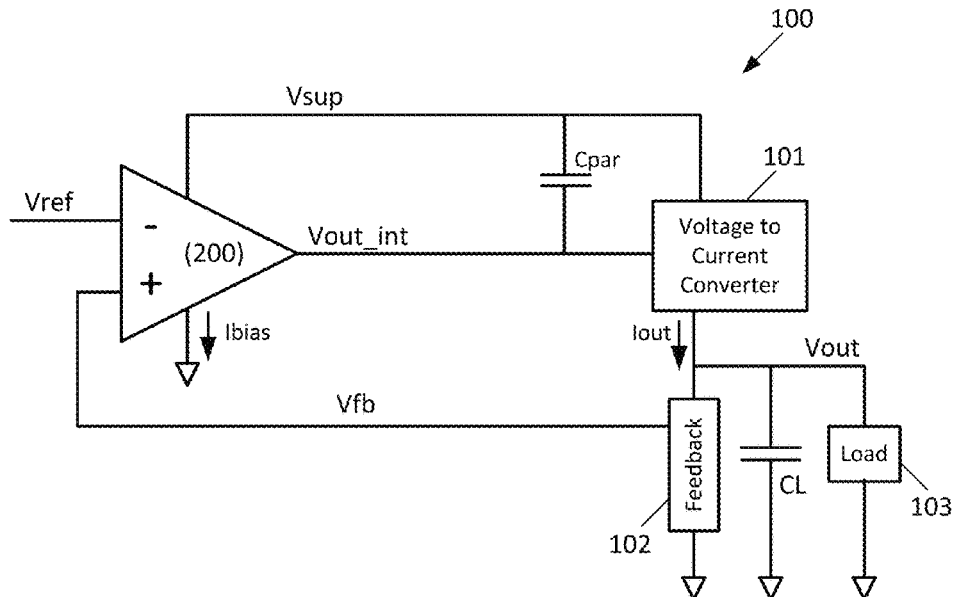 100
Vsup
Cpar
101
Vref
-
(200)
+
Vout_int
Voltage to
Current
Converter
Ibias
Iout
Vout
Vfb
Feedback
CL
Load
102
103